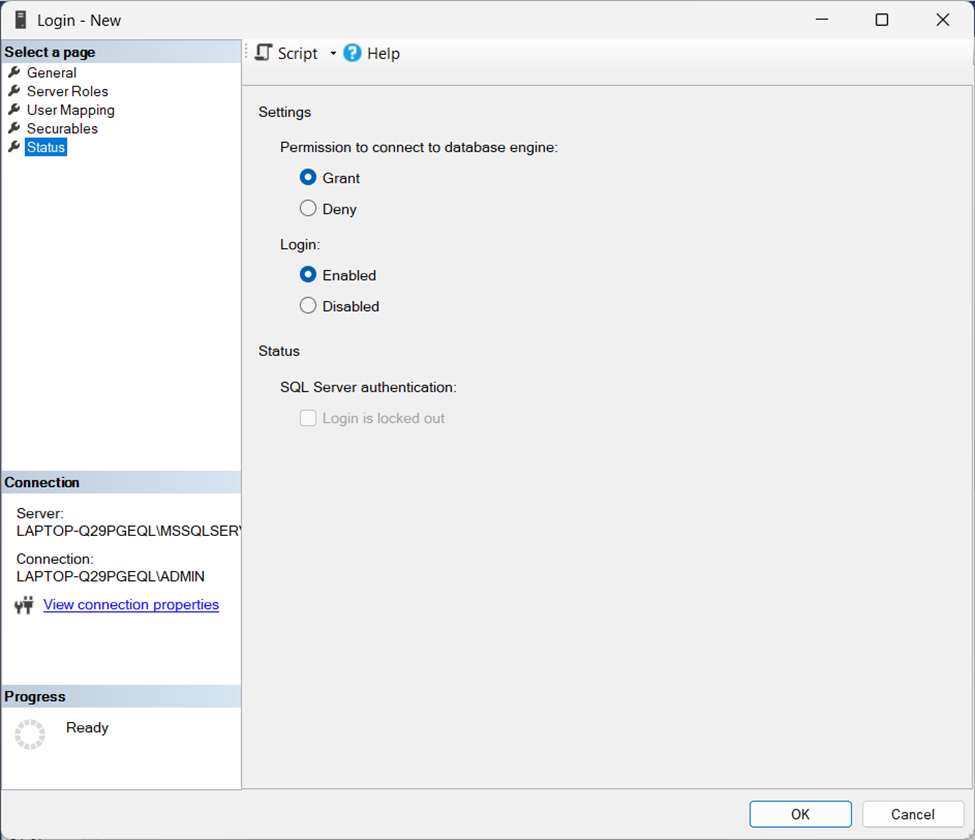 Login - New
Select a page
General
Server Roles
User Mapping
Securables
Status
Script
Help
Settings
Permission to connect to database engine:
Grant
Deny
Login:
Enabled
Disabled
Status
SQL Server authentication:
Login is locked out
Connection
Server:
LAPTOP-Q29PGEQL\MSSQLSER
Connection:
LAPTOP-Q29PGEQL\ADMIN
View connection properties
Progress
Ready
OK
Cancel